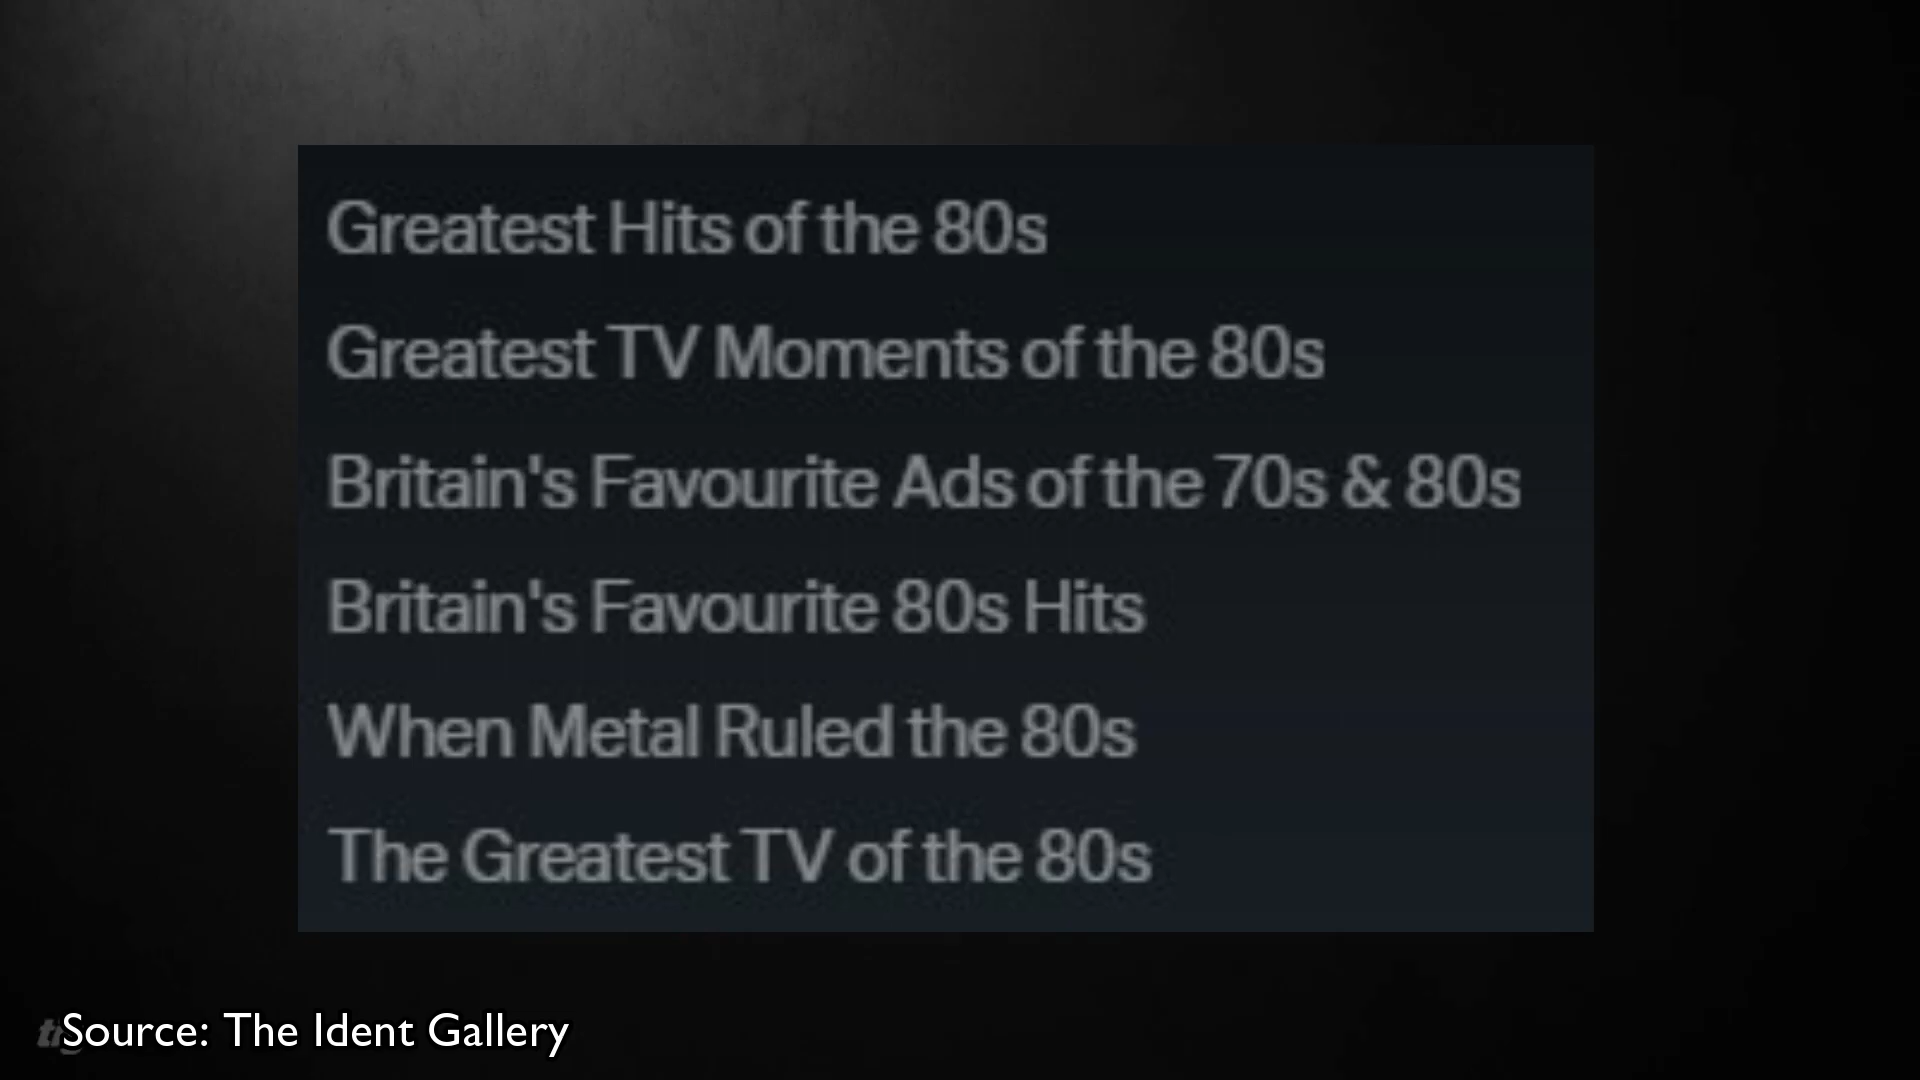 Greatest Hits of the 80s
Greatest TV Moments of the 80s
Britain's Favourite Ads of the 70s & 80s
Britain's Favourite 80s Hits
When Metal Ruled the 80s
The Greatest TV of the 80s
Source: The Ident Gallery